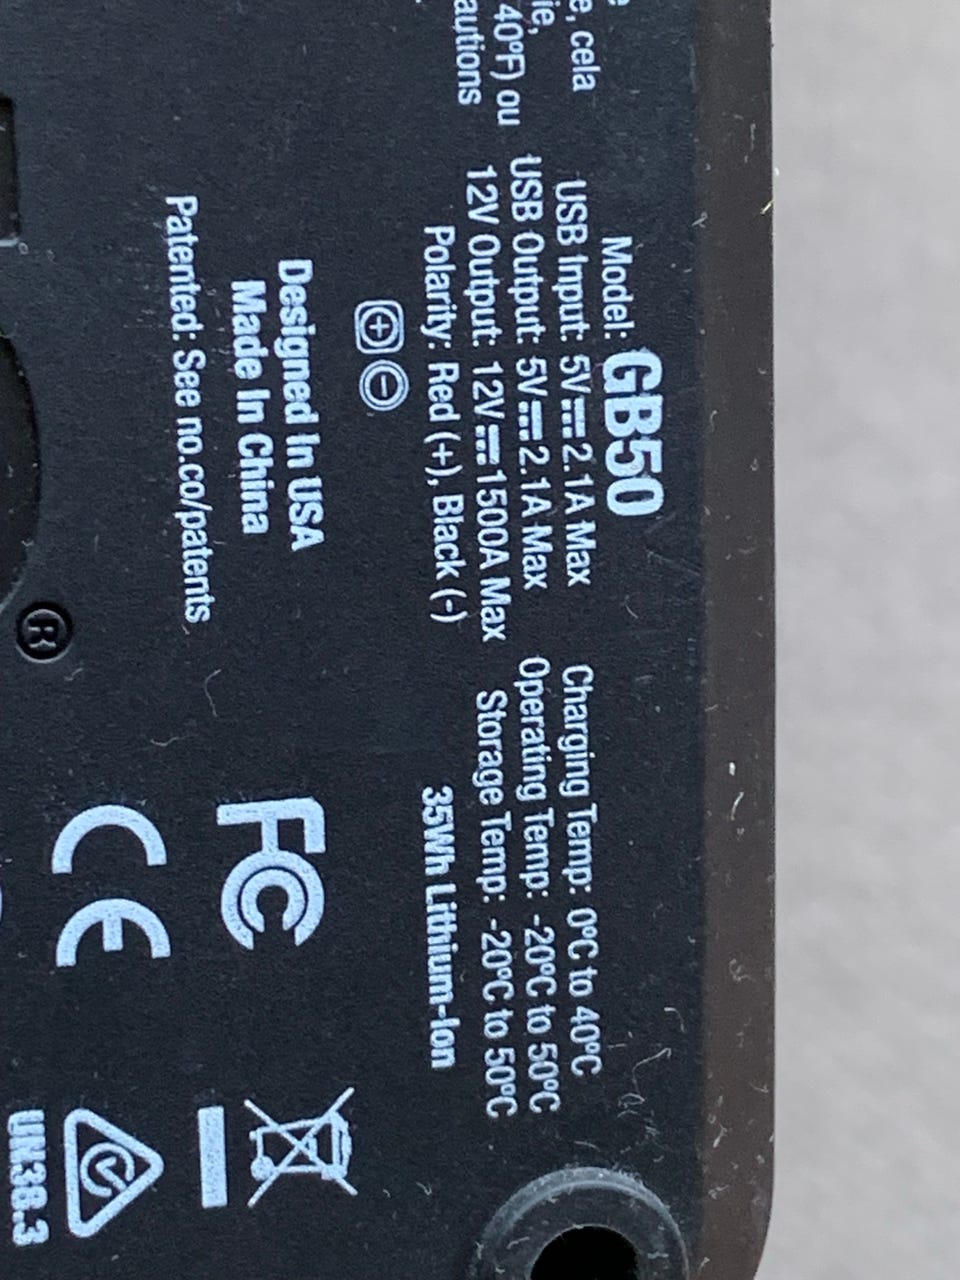 e, cela
ie,
40°F) ou
autions
Model: GB50
USB Input: 5V⎓2.1A Max
USB Output: 5V⎓2.1A Max
12V Output: 12V⎓1500A Max
Polarity: Red (+), Black (-)
Designed In USA
Made In China
Patented: See no.co/patents
®
Charging Temp: 0°C to 40°C
Operating Temp: -20°C to 50°C
Storage Temp: -20°C to 50°C
35Wh Lithium-Ion
FC
CE
UN38.3